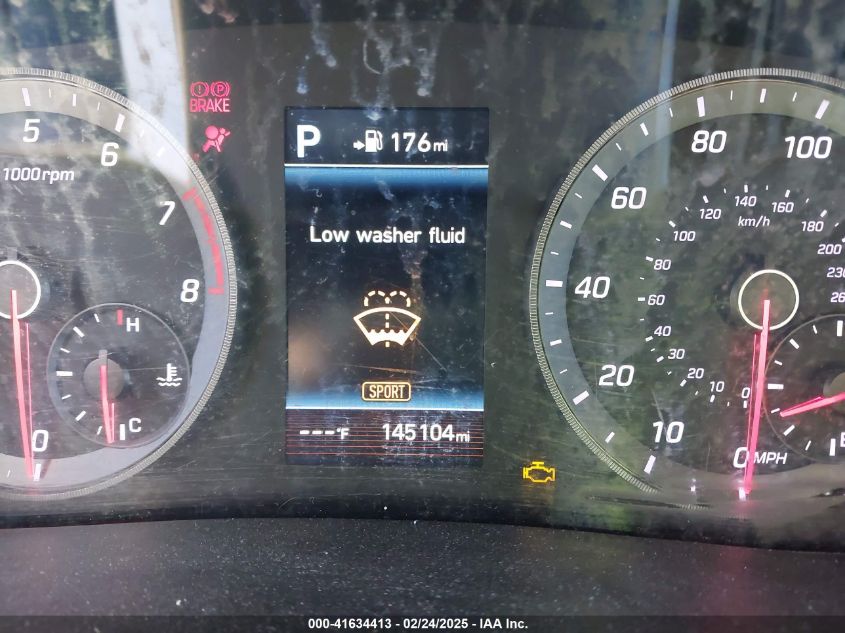 BRAKE
5
6
7
8
0
1000rpm
H
C
P 176mi
Low washer fluid
SPORT
---°F 145104mi
0 MPH
10
20
40
60
80
100
km/h
0
10
20
30
40
60
80
100
120
140
160
180
200
E
000-41634413 - 02/24/2025 - IAA Inc.